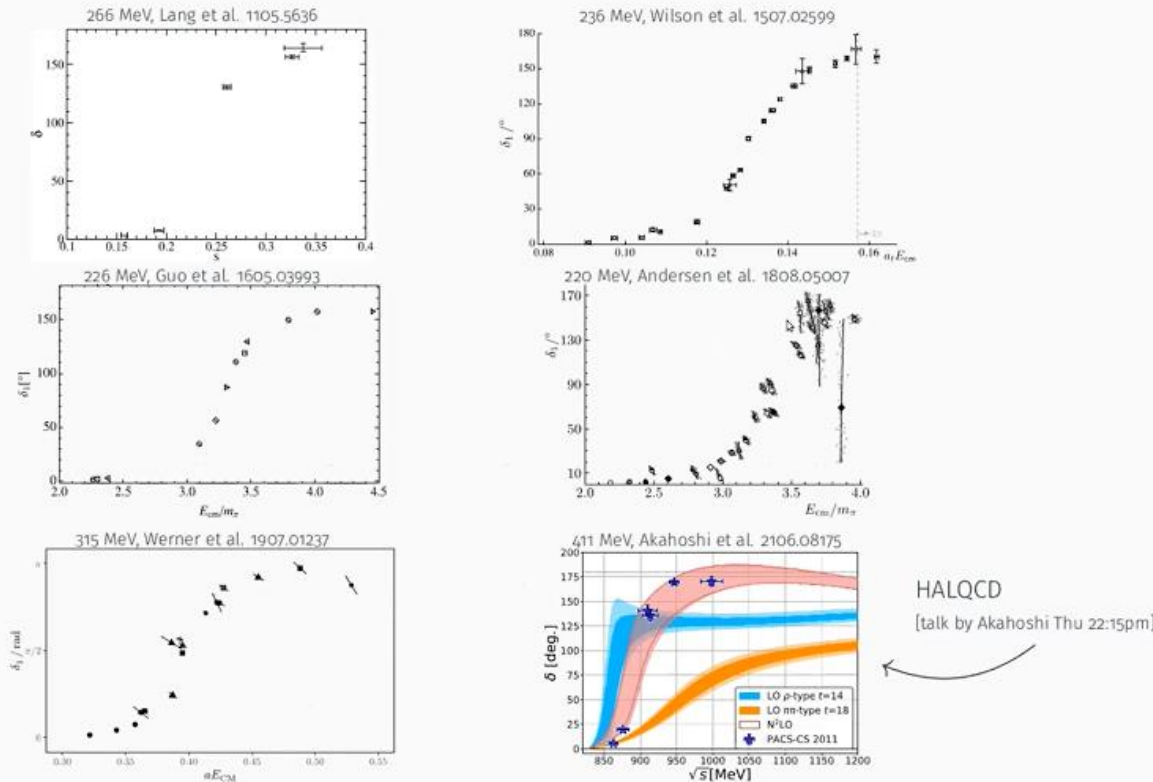 266 MeV, Lang et al. 1105.5636
δ
150
100
50
0
0.1 0.15 0.2 0.25 0.3 0.35 0.4
s
236 MeV, Wilson et al. 1507.02599
δ₁ /°
180
150
120
90
60
30
0
0.08 0.10 0.12 0.14 0.16
aₜEcm
226 MeV, Guo et al. 1605.03993
δ₁[°]
150
100
50
0
2.0 2.5 3.0 3.5 4.0 4.5
Ecm/mπ
220 MeV, Andersen et al. 1808.05007
δ₁/°
170
130
90
50
10
2.0 2.5 3.0 3.5 4.0
Ecm/mπ
315 MeV, Werner et al. 1907.01237
δ₁ / rad
π/2
0.30 0.35 0.40 0.45 0.50 0.55
aECM
411 MeV, Akahoshi et al. 2106.08175
δ [deg.]
200
175
150
125
100
75
50
25
0
850 900 950 1000 1050 1100 1150 1200
√s[MeV]
LO ρ-type t=14
LO ππ-type t=18
N²LO
PACS-CS 2011
HALQCD
[talk by Akahoshi Thu 22:15pm]